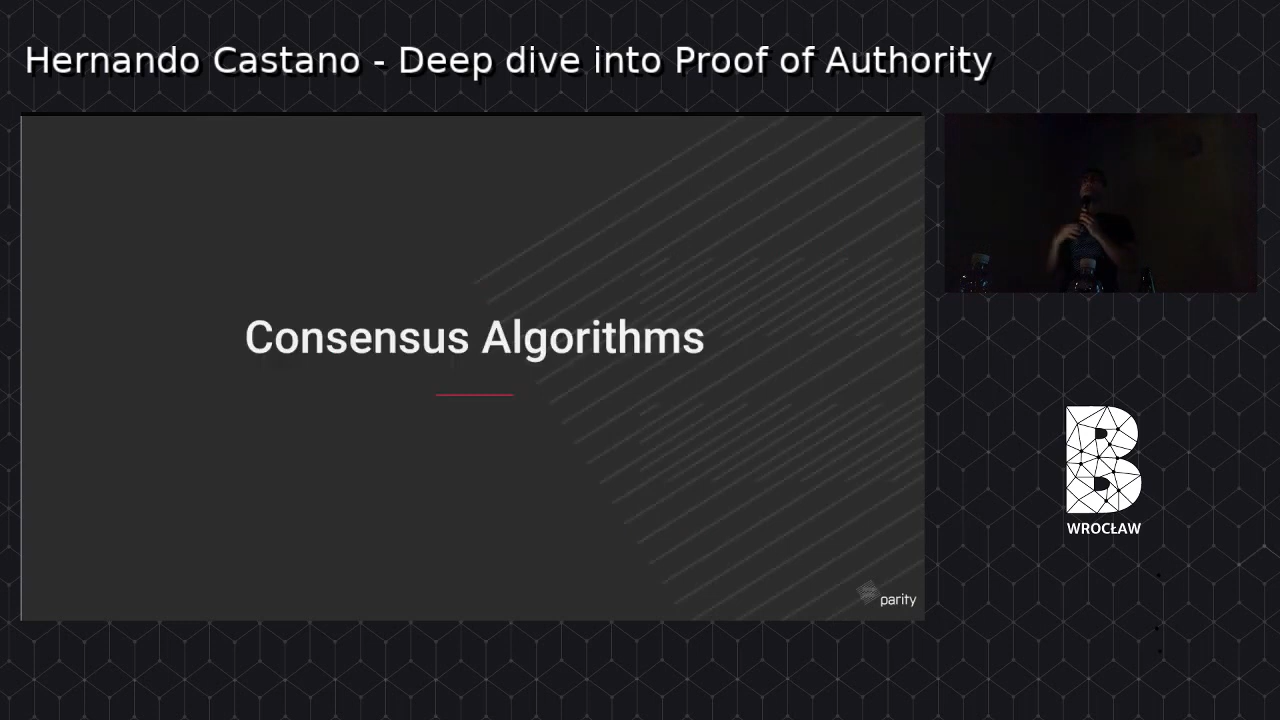 Hernando Castano - Deep dive into Proof of Authority
Consensus Algorithms
parity
B
WROCŁAW